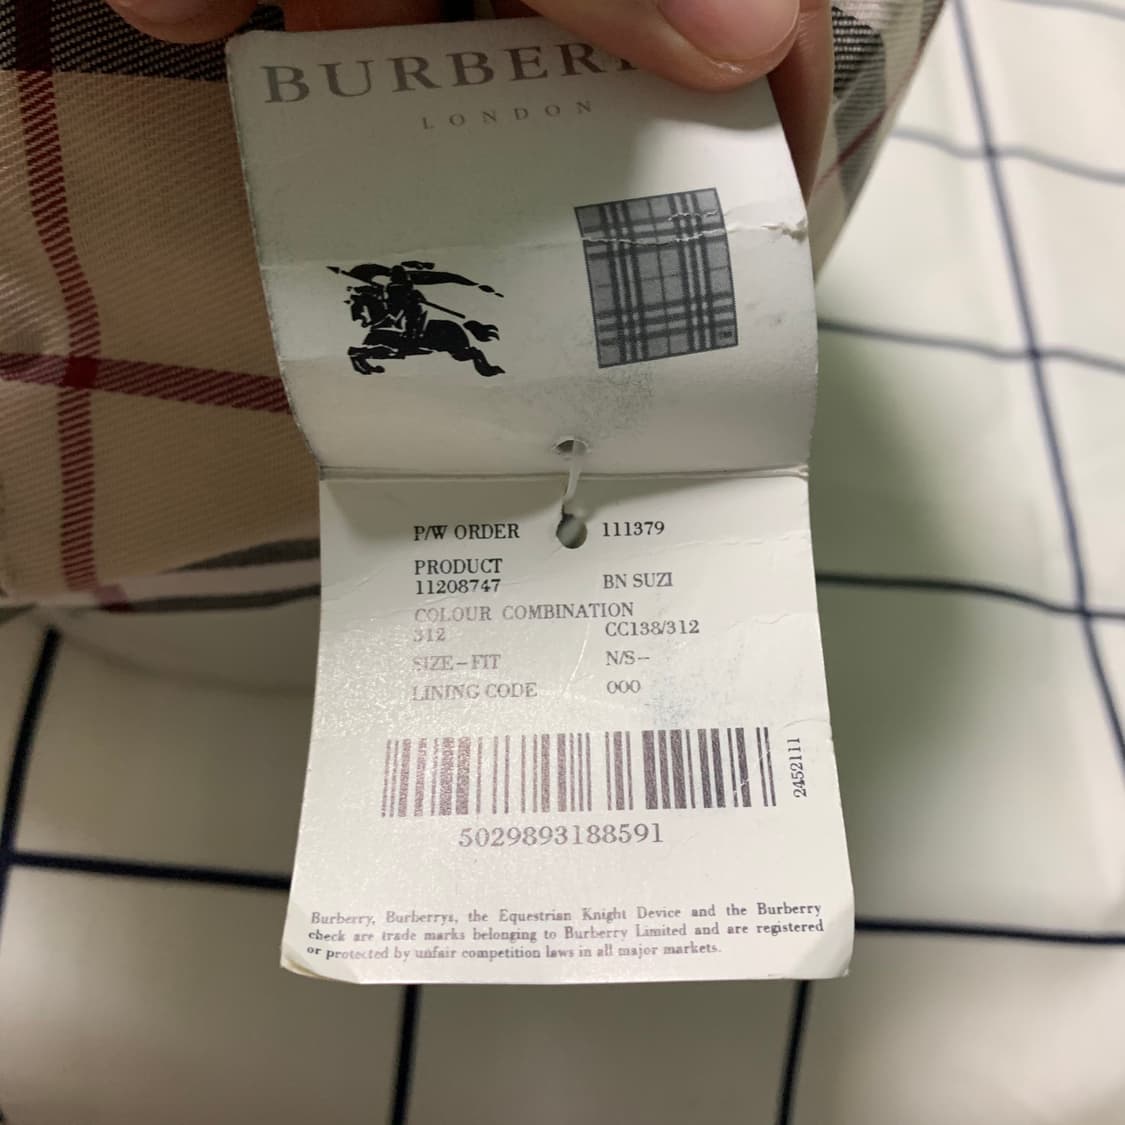 BURBER
LONDON
P/W ORDER 111379
PRODUCT
11208747 BN SUZI
COLOUR COMBINATION
312 CC138/312
SIZE-FIT N/S-
LINING CODE 000
2452111
5029893188591
Burberry, Burberrys, the Equestrian Knight Device and the Burberry
check are trade marks belonging to Burberry Limited and are registered
or protected by unfair competition laws in all major markets.